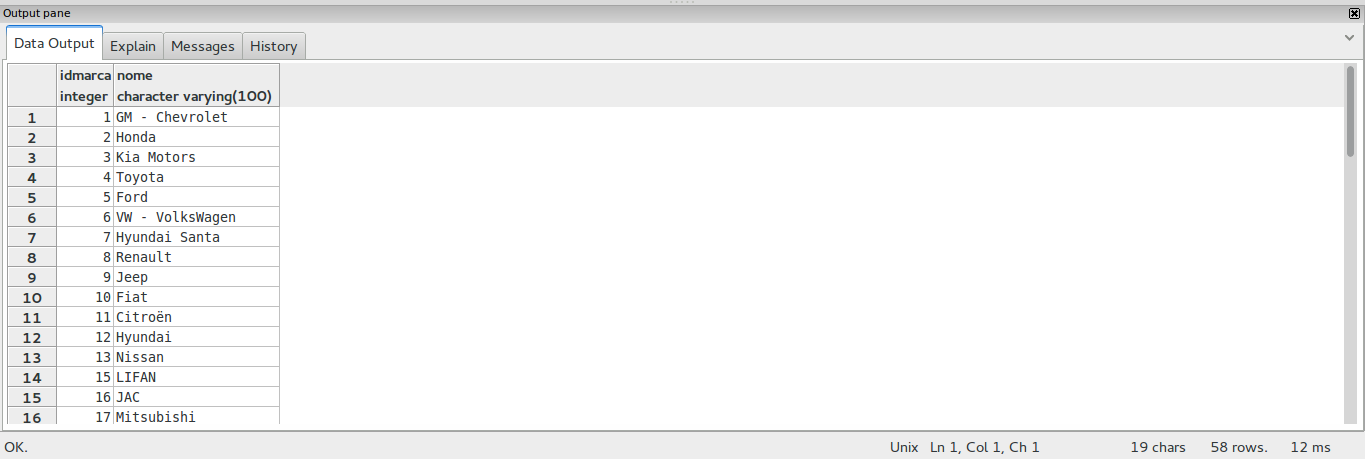 Output pane
Data Output Explain Messages History
idmarca nome
integer character varying(100)
1 1 GM - Chevrolet
2 2 Honda
3 3 Kia Motors
4 4 Toyota
5 5 Ford
6 6 VW - VolksWagen
7 7 Hyundai Santa
8 8 Renault
9 9 Jeep
10 10 Fiat
11 11 Citroën
12 12 Hyundai
13 13 Nissan
14 15 LIFAN
15 16 JAC
16 17 Mitsubishi
OK. Unix Ln 1, Col 1, Ch 1 19 chars 58 rows. 12 ms